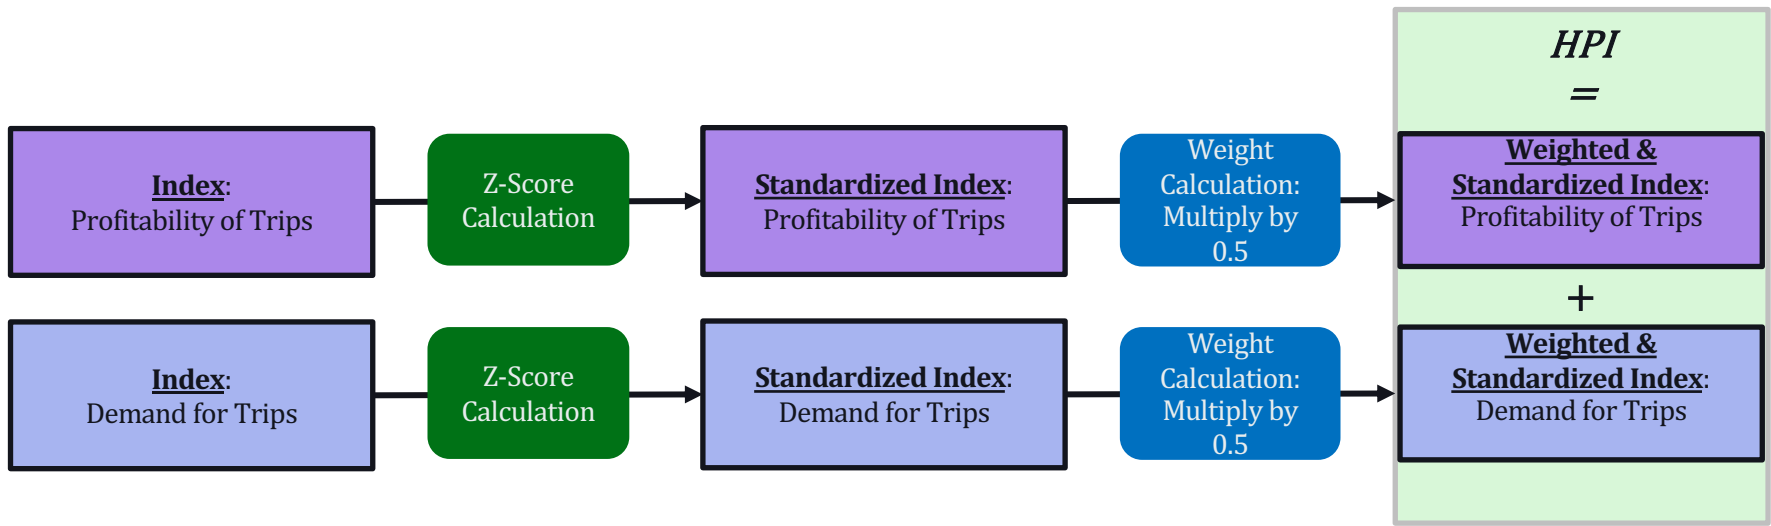 HPI
=
Index:
Profitability of Trips
Z-Score
Calculation
Standardized Index:
Profitability of Trips
Weight
Calculation:
Multiply by
0.5
Weighted &
Standardized Index:
Profitability of Trips
+
Index:
Demand for Trips
Z-Score
Calculation
Standardized Index:
Demand for Trips
Weight
Calculation:
Multiply by
0.5
Weighted &
Standardized Index:
Demand for Trips